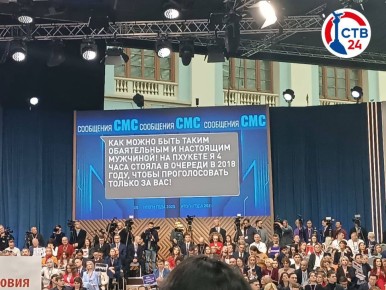 СТВ
24
СООБЩЕНИЯ СМС СООБЩЕНИЯ СМС СООБЩЕНИЯ СМС
КАК МОЖНО БЫТЬ ТАКИМ
ОБАЯТЕЛЬНЫМ И НАСТОЯЩИМ
МУЖЧИНОЙ! НА ПХУКЕТЕ Я 4
ЧАСА СТОЯЛА В ОЧЕРЕДИ В 2018
ГОДУ, ЧТОБЫ ПРОГОЛОСОВАТЬ
ТОЛЬКО ЗА ВАС!
ОВИЯ